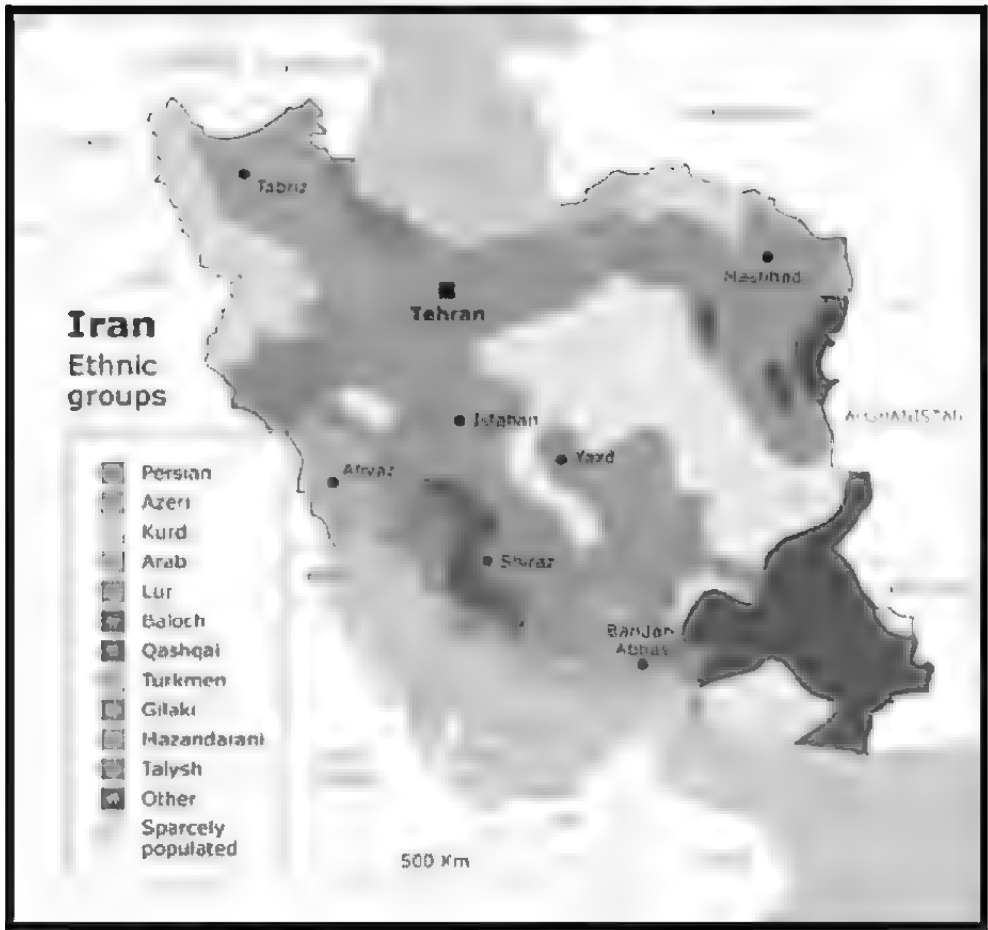 Tabriz
Mashhad
Tehran
Iran
Ethnic
groups
Isfahan
AFGHANISTAN
Yazd
Ahvaz
Shiraz
Bandar
Abbas
Persian
Azeri
Kurd
Arab
Lur
Baloch
Qashqai
Turkmen
Gilaki
Mazandarani
Talysh
Other
Sparcely
populated
500 Km